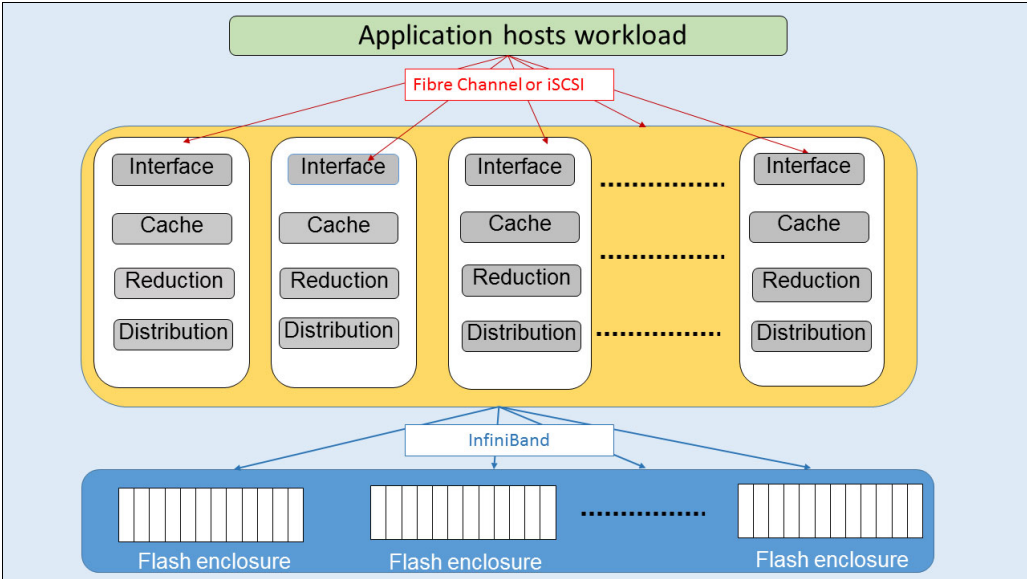 Application hosts workload
Fibre Channel or iSCSI
Interface Interface Interface Interface
Cache Cache Cache Cache
Reduction Reduction Reduction Reduction
Distribution Distribution Distribution Distribution
InfiniBand
Flash enclosure Flash enclosure Flash enclosure